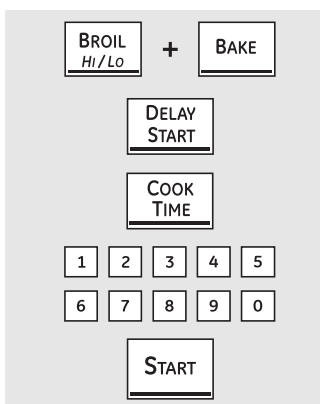 BROIL + BAKE
HI / LO
DELAY
START
COOK
TIME
1 2 3 4 5
6 7 8 9 0
START